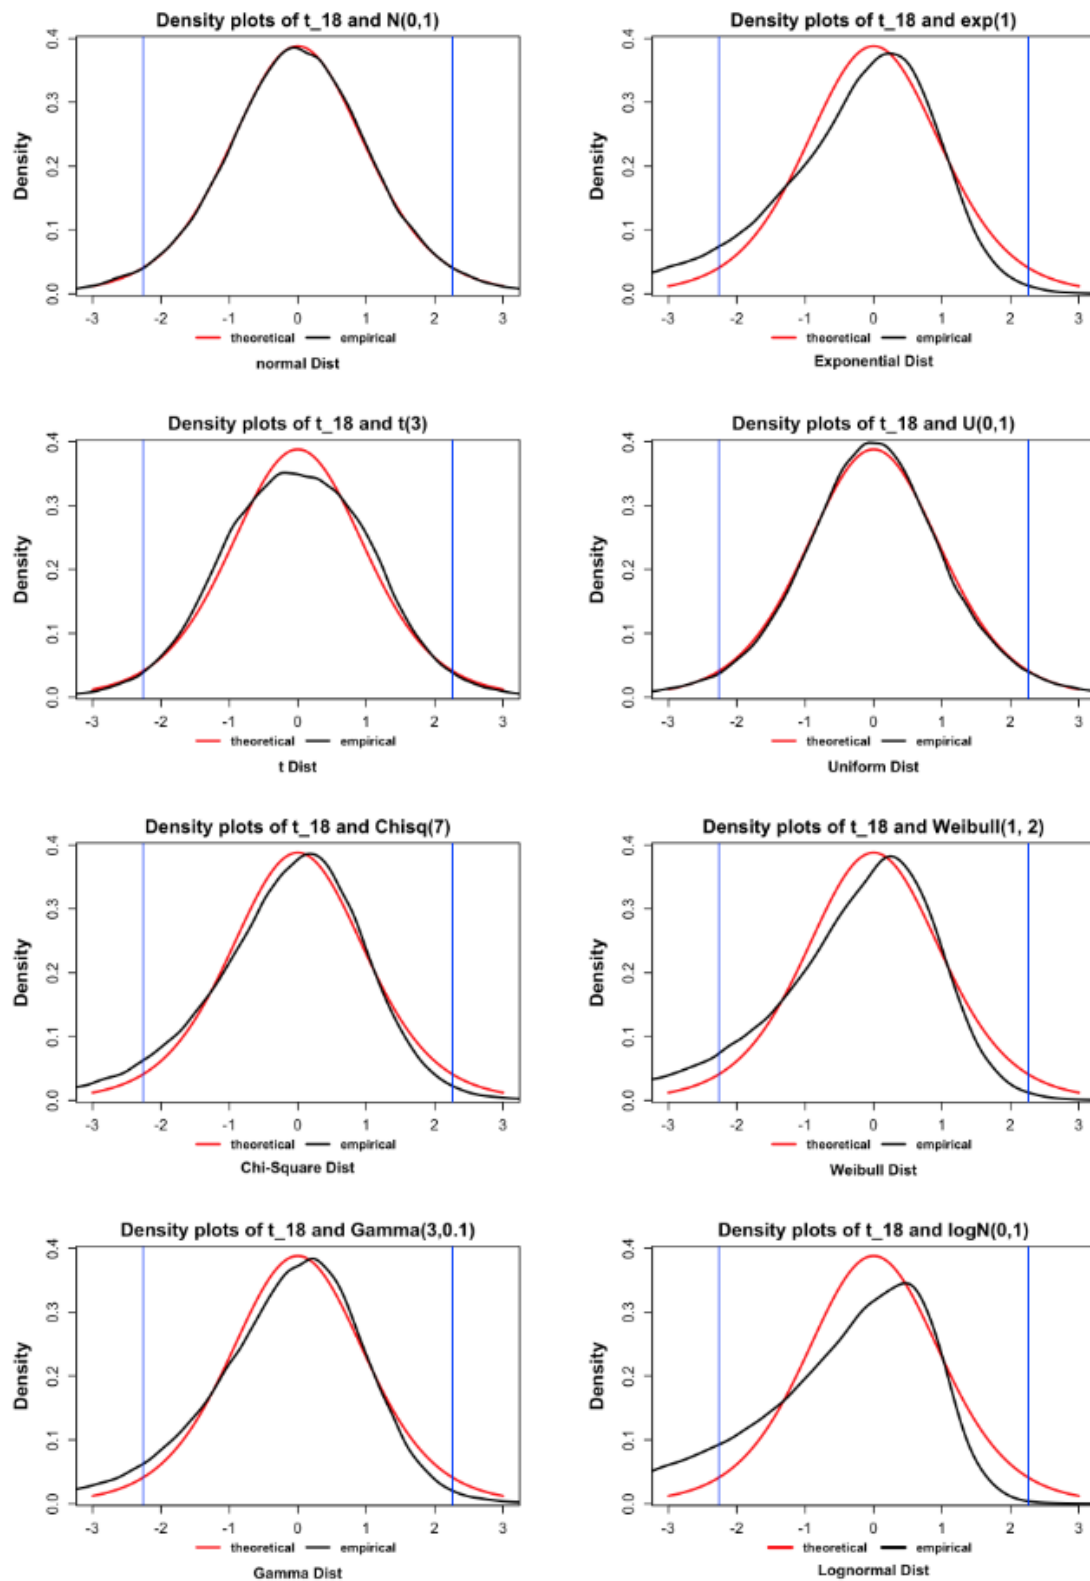 Density plots of t_18 and N(0,1)
Density
0.0 0.1 0.2 0.3 0.4
-3 -2 -1 0 1 2 3
theoretical empirical
normal Dist
Density plots of t_18 and exp(1)
Density
0.0 0.1 0.2 0.3 0.4
-3 -2 -1 0 1 2 3
theoretical empirical
Exponential Dist
Density plots of t_18 and t(3)
Density
0.0 0.1 0.2 0.3 0.4
-3 -2 -1 0 1 2 3
theoretical empirical
t Dist
Density plots of t_18 and U(0,1)
Density
0.0 0.1 0.2 0.3 0.4
-3 -2 -1 0 1 2 3
theoretical empirical
Uniform Dist
Density plots of t_18 and Chisq(7)
Density
0.0 0.1 0.2 0.3 0.4
-3 -2 -1 0 1 2 3
theoretical empirical
Chi-Square Dist
Density plots of t_18 and Weibull(1, 2)
Density
0.0 0.1 0.2 0.3 0.4
-3 -2 -1 0 1 2 3
theoretical empirical
Weibull Dist
Density plots of t_18 and Gamma(3,0.1)
Density
0.0 0.1 0.2 0.3 0.4
-3 -2 -1 0 1 2 3
theoretical empirical
Gamma Dist
Density plots of t_18 and logN(0,1)
Density
0.0 0.1 0.2 0.3 0.4
-3 -2 -1 0 1 2 3
theoretical empirical
Lognormal Dist